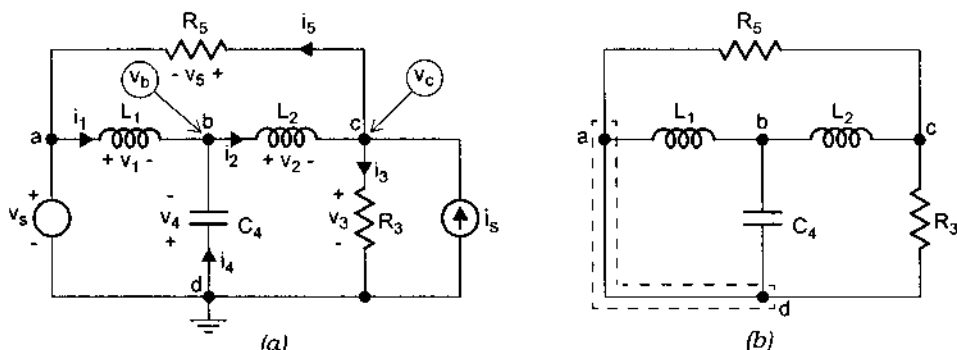 R5
i5
- v5 +
vb
vc
a
i1
L1
b
L2
c
+ v1 -
i2
+ v2 -
i3
+
vs
-
-
v4
+
C4
+
v3
-
R3
is
i4
d
(a)
R5
a
L1
b
L2
c
C4
R3
d
(b)